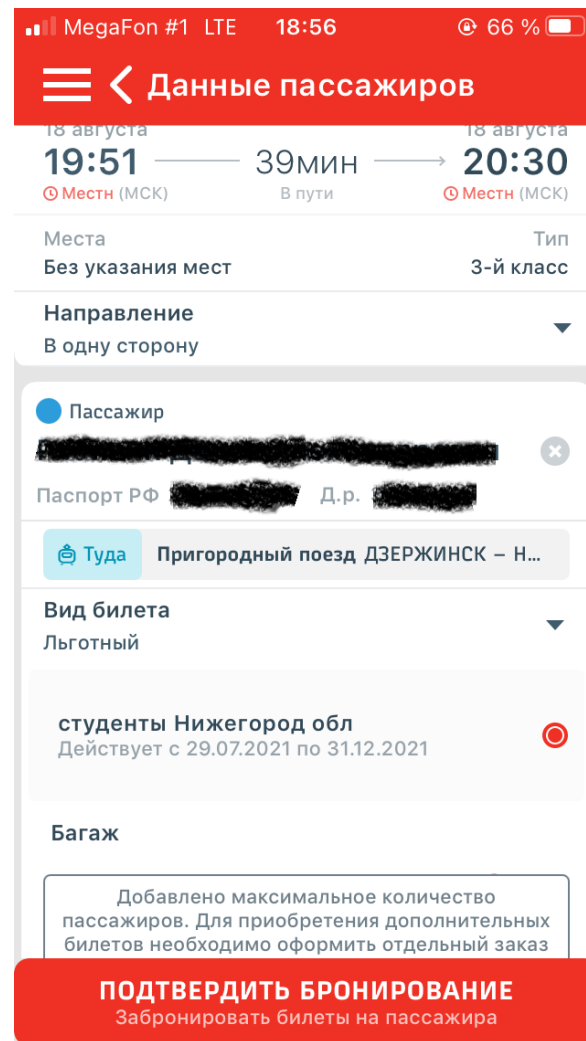 MegaFon #1 LTE 18:56 66 %
Данные пассажиров
18 августа 18 августа
19:51 39мин 20:30
Местн (МСК) В пути Местн (МСК)
Места Тип
Без указания мест 3-й класс
Направление
В одну сторону
Пассажир
Паспорт РФ Д.р.
Туда Пригородный поезд ДЗЕРЖИНСК – Н...
Вид билета
Льготный
студенты Нижегород обл
Действует с 29.07.2021 по 31.12.2021
Багаж
Добавлено максимальное количество
пассажиров. Для приобретения дополнительных
билетов необходимо оформить отдельный заказ
ПОДТВЕРДИТЬ БРОНИРОВАНИЕ
Забронировать билеты на пассажира